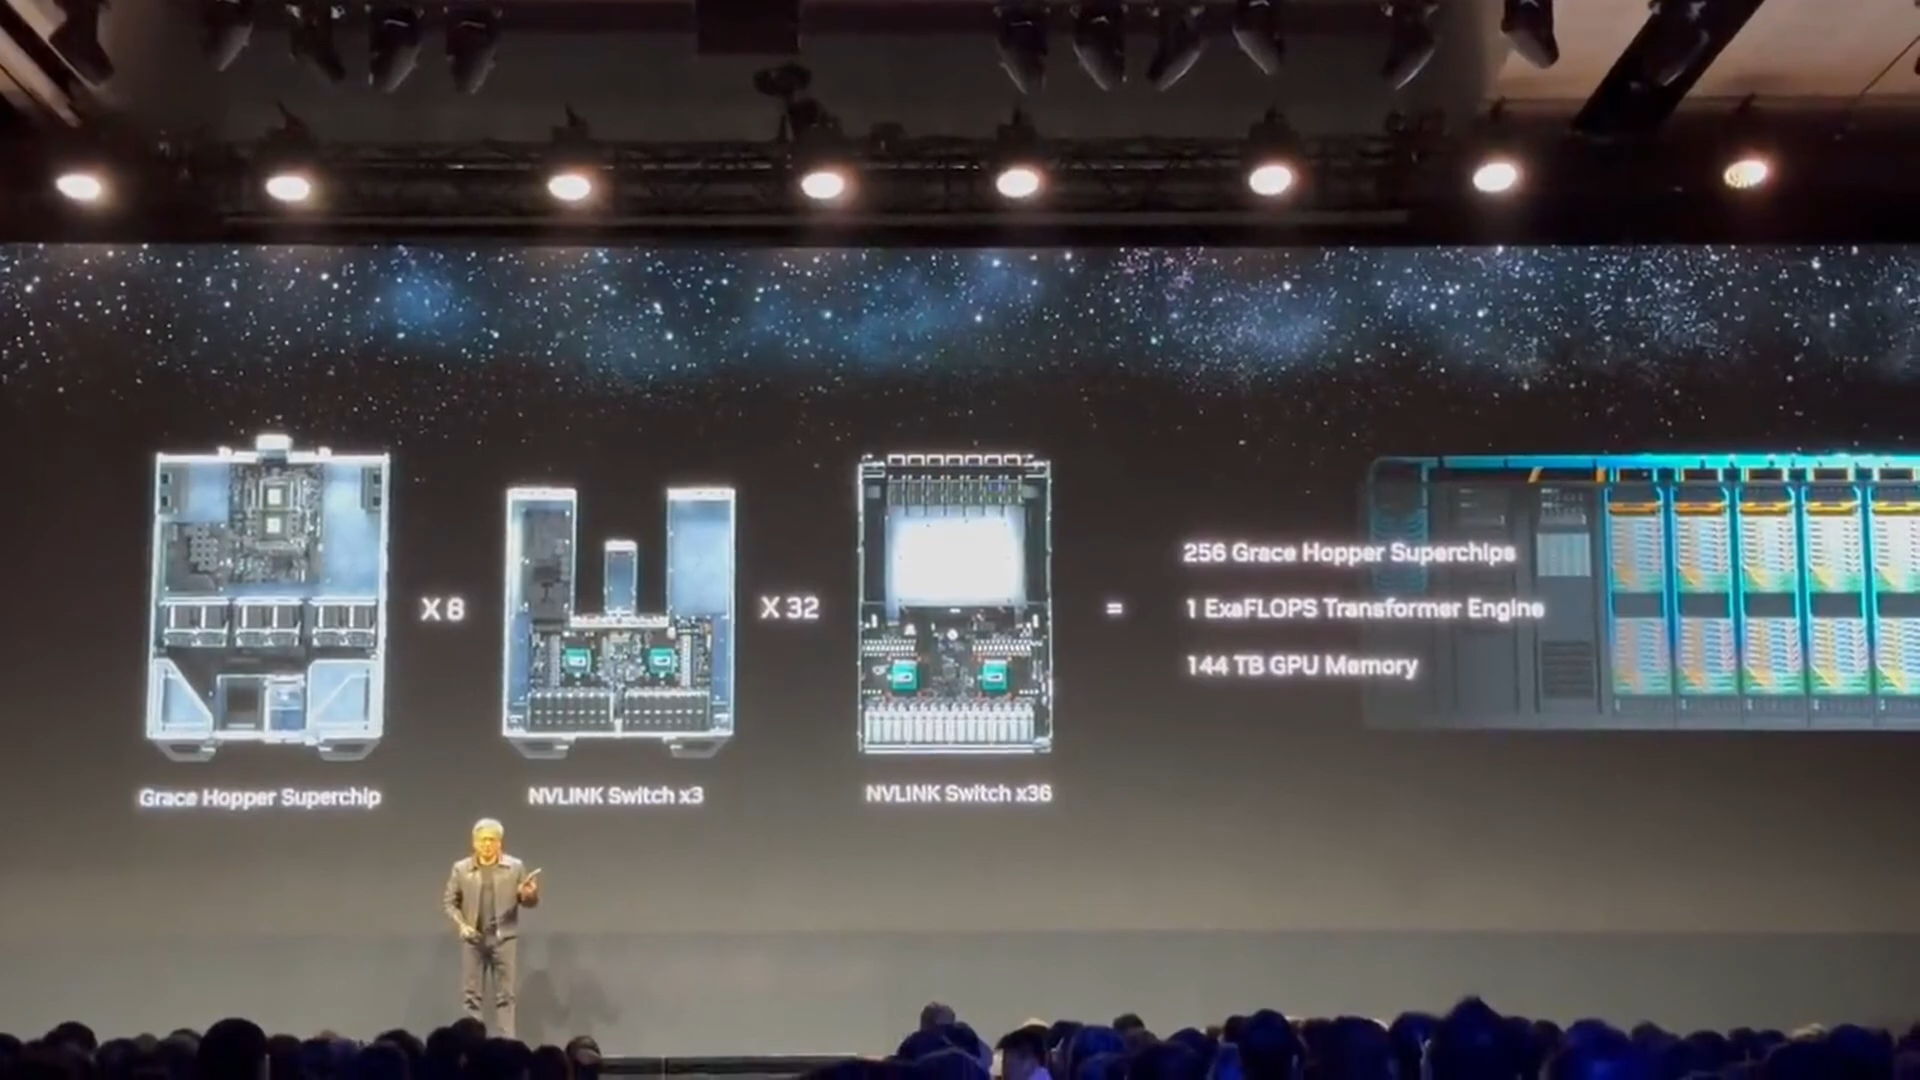 X 8
X 32
=
256 Grace Hopper Superchips
1 ExaFLOPS Transformer Engine
144 TB GPU Memory
Grace Hopper Superchip
NVLINK Switch x3
NVLINK Switch x36